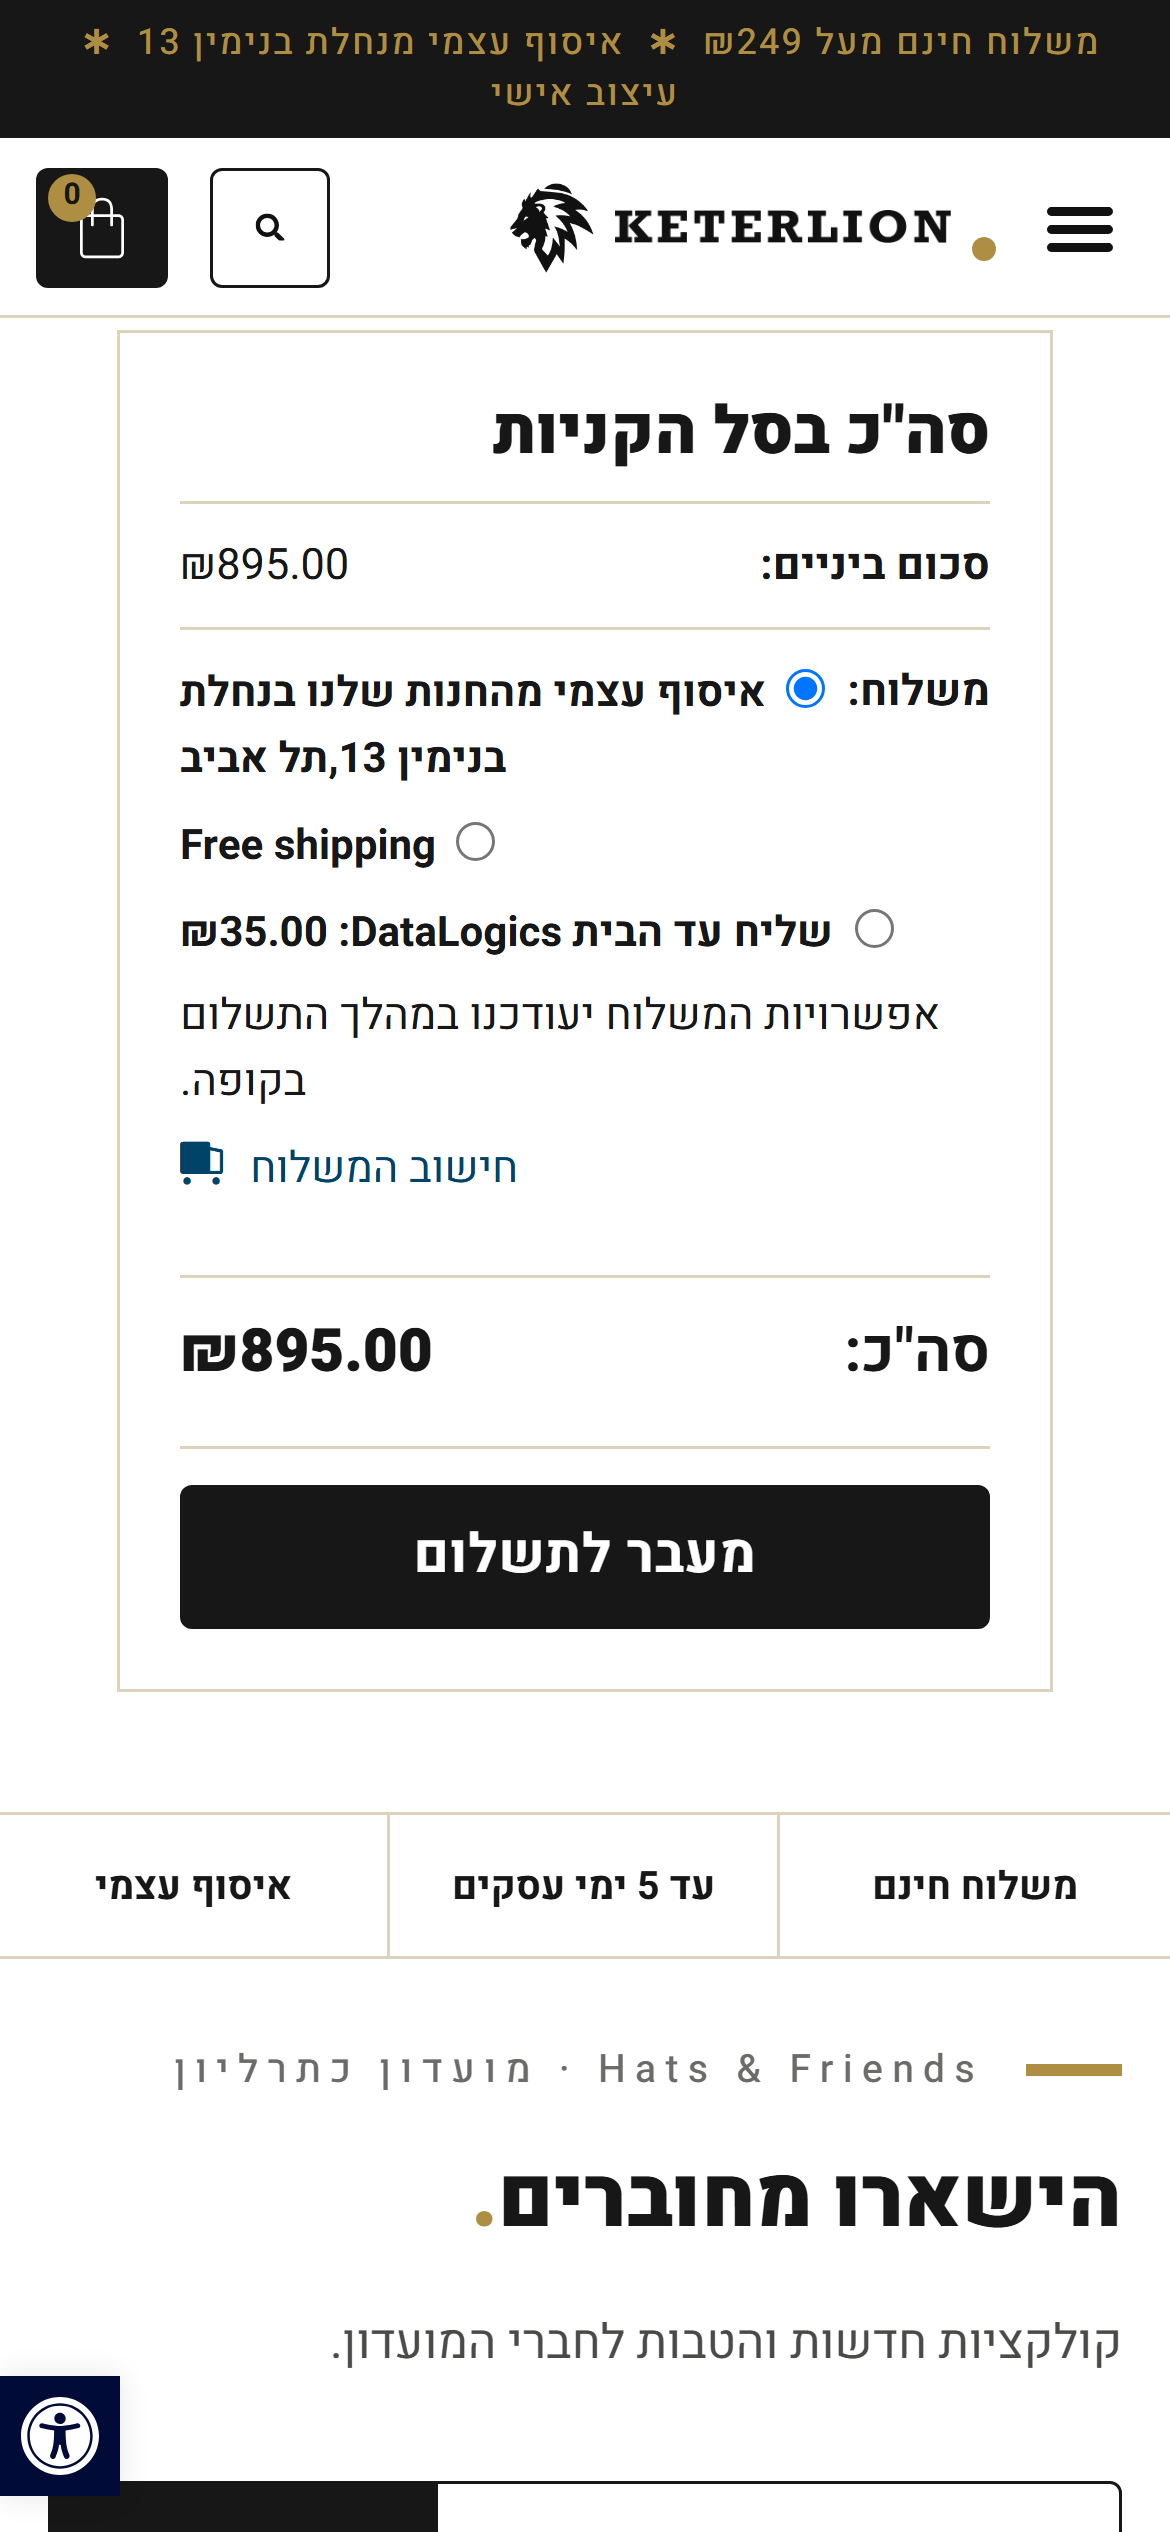 משלוח חינם מעל ₪249 ✱ איסוף עצמי מנחלת בנימין 13 ✱
עיצוב אישי
KETERLION
0
סה"כ בסל הקניות
סכום ביניים: ₪895.00
משלוח: איסוף עצמי מהחנות שלנו בנחלת
בנימין 13,תל אביב
Free shipping
שליח עד הבית DataLogics: ₪35.00
אפשרויות המשלוח יעודכנו במהלך התשלום
בקופה.
חישוב המשלוח
סה"כ: ₪895.00
מעבר לתשלום
משלוח חינם
עד 5 ימי עסקים
איסוף עצמי
Hats & Friends · מועדון כתרליון
הישארו מחוברים.
קולקציות חדשות והטבות לחברי המועדון.